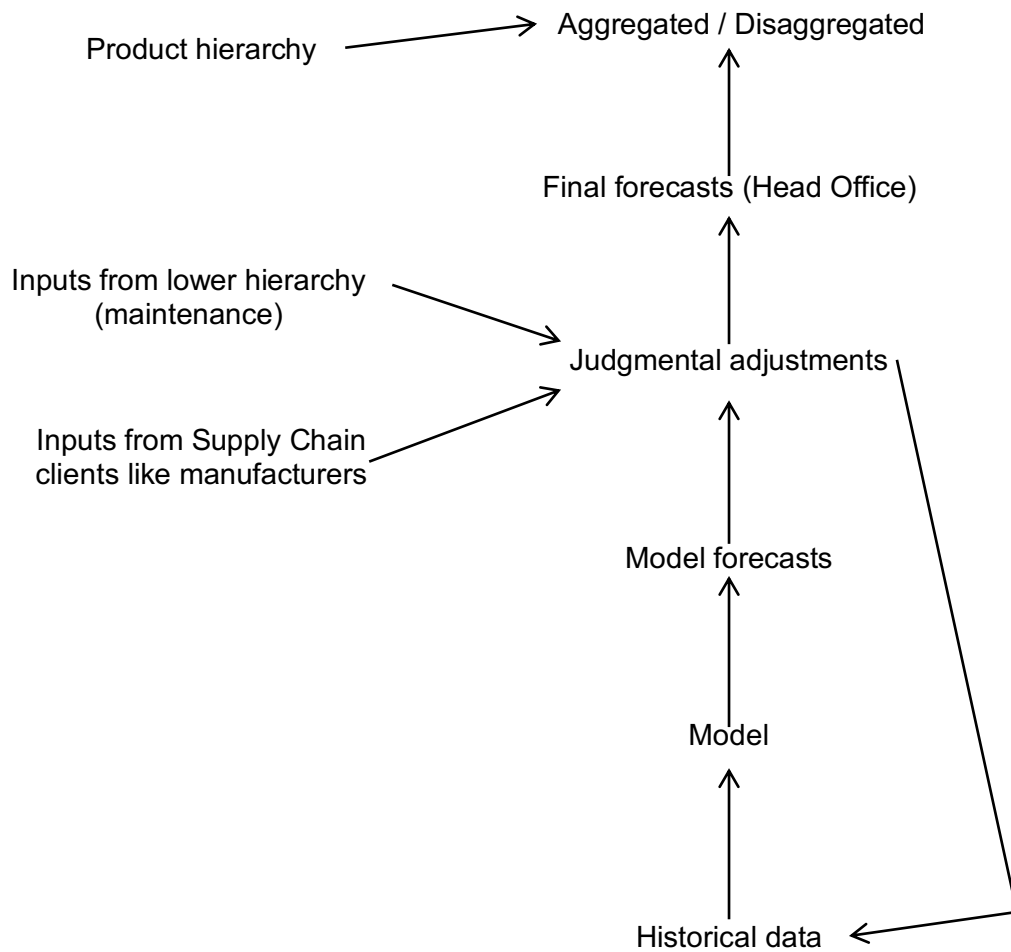 Aggregated / Disaggregated
Product hierarchy
Final forecasts (Head Office)
Inputs from lower hierarchy
(maintenance)
Judgmental adjustments
Inputs from Supply Chain
clients like manufacturers
Model forecasts
Model
Historical data